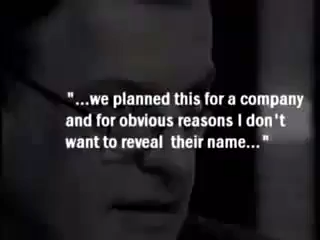 "...we planned this for a company
and for obvious reasons I don't
want to reveal their name..."